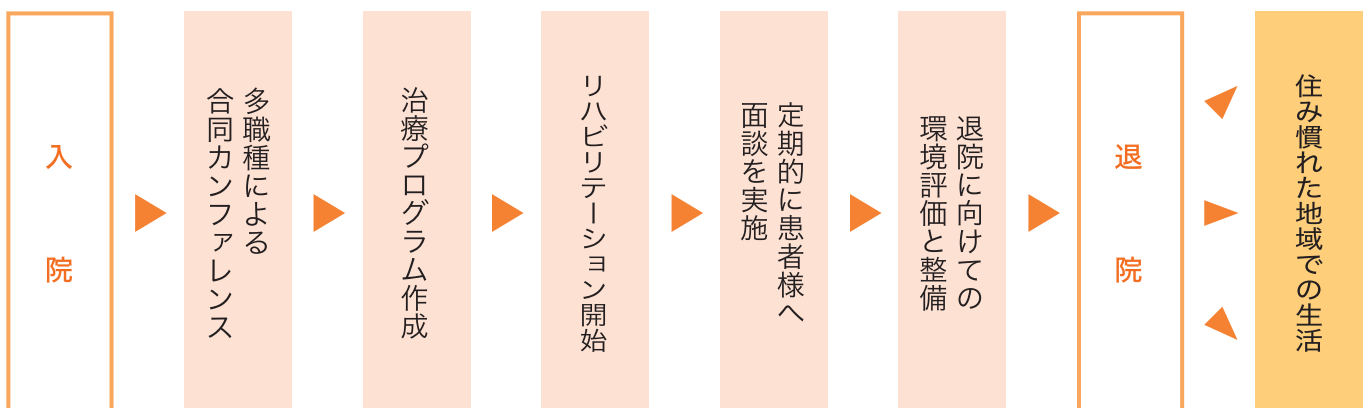 入院
多職種による
合同カンファレンス
治療プログラム作成
リハビリテーション開始
定期的に患者様へ
面談を実施
退院に向けての
環境評価と整備
退院
住み慣れた地域での生活